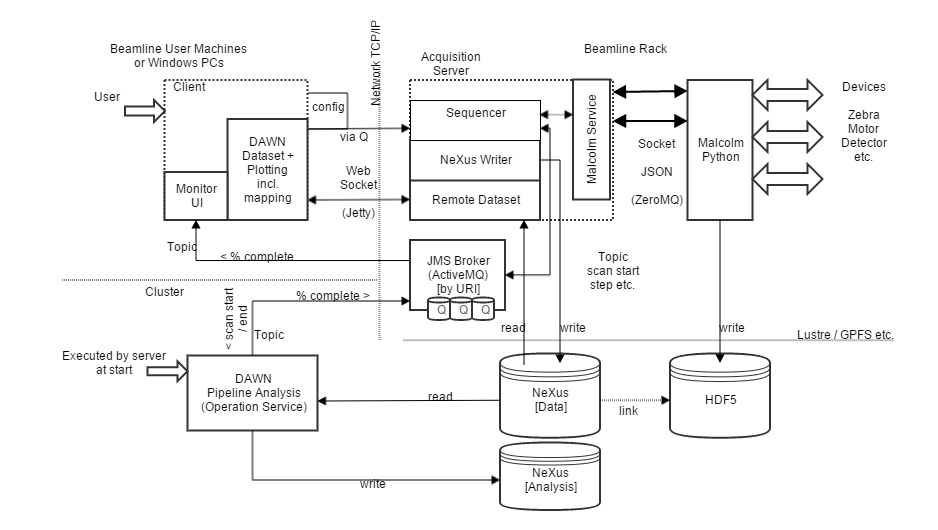 Beamline User Machines
or Windows PCs
Network TCP/IP
Acquisition
Server
Beamline Rack
User
Client
config
via Q
DAWN
Dataset +
Plotting
incl.
mapping
Monitor
UI
Web
Socket
(Jetty)
Sequencer
NeXus Writer
Remote Dataset
Malcolm Service
Socket
JSON
(ZeroMQ)
Malcolm
Python
Devices
Zebra
Motor
Detector
etc.
Topic
< % complete
JMS Broker
(ActiveMQ)
[by URI]
Q
Q
Q
Topic
scan start
step etc.
Cluster
< scan start
/ end
% complete >
Topic
read
write
write
Lustre / GPFS etc.
Executed by server
at start
DAWN
Pipeline Analysis
(Operation Service)
read
NeXus
[Data]
link
HDF5
write
NeXus
[Analysis]